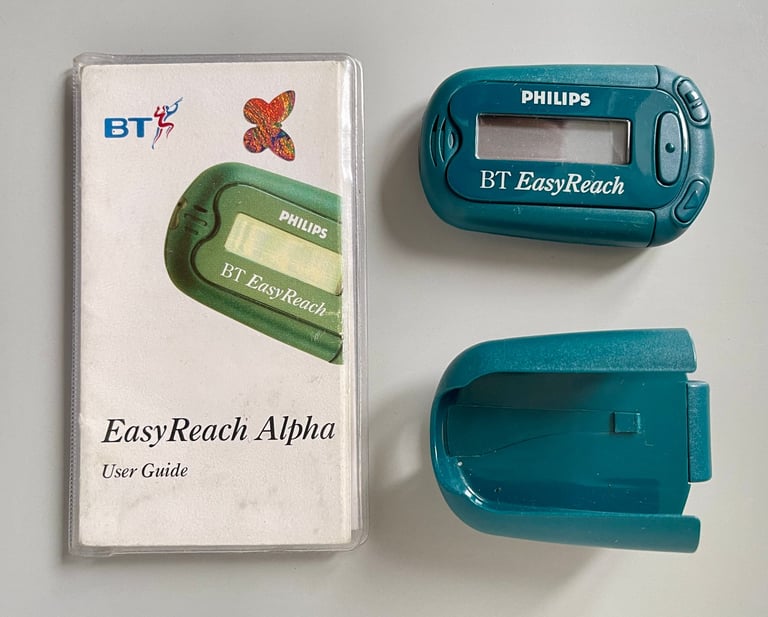 BT
PHILIPS
BT EasyReach
EasyReach Alpha
User Guide
PHILIPS
BT EasyReach